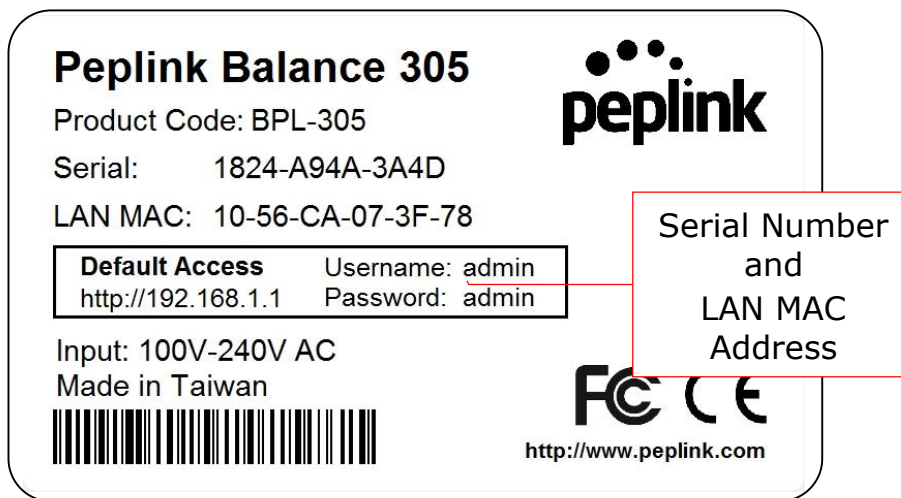 Peplink Balance 305
peplink
Product Code: BPL-305
Serial: 1824-A94A-3A4D
LAN MAC: 10-56-CA-07-3F-78
Default Access Username: admin
http://192.168.1.1 Password: admin
Serial Number
and
LAN MAC
Address
Input: 100V-240V AC
Made in Taiwan
FC CE
http://www.peplink.com